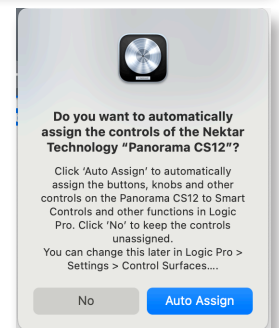 Do you want to automatically
assign the controls of the Nektar
Technology “Panorama CS12”?
Click ‘Auto Assign’ to automatically
assign the buttons, knobs and other
controls on the Panorama CS12 to Smart
Controls and other functions in Logic
Pro. Click ‘No’ to keep the controls
unassigned.
You can change this later in Logic Pro >
Settings > Control Surfaces....
No
Auto Assign